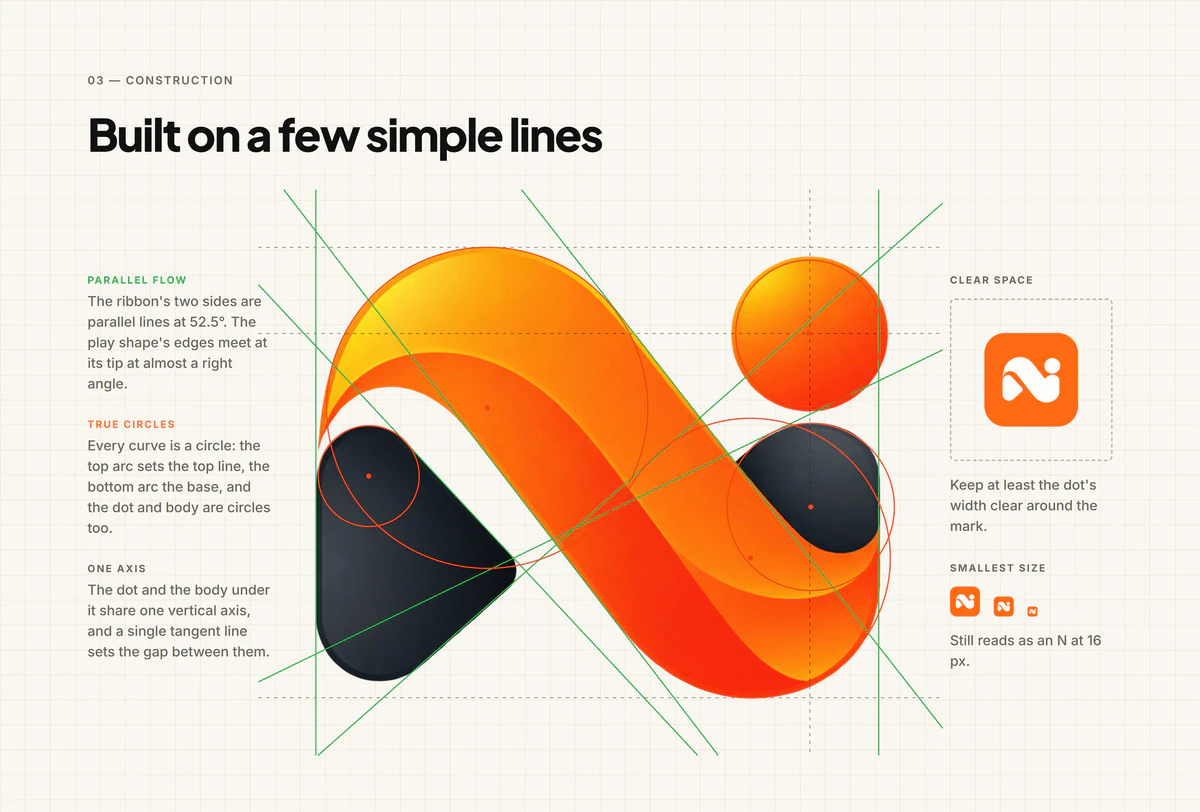 03 — CONSTRUCTION
Built on a few simple lines
PARALLEL FLOW
The ribbon's two sides are
parallel lines at 52.5°. The
play shape's edges meet at
its tip at almost a right
angle.
TRUE CIRCLES
Every curve is a circle: the
top arc sets the top line, the
bottom arc the base, and
the dot and body are circles
too.
ONE AXIS
The dot and the body under
it share one vertical axis,
and a single tangent line
sets the gap between them.
CLEAR SPACE
Keep at least the dot's
width clear around the
mark.
SMALLEST SIZE
Still reads as an N at 16
px.